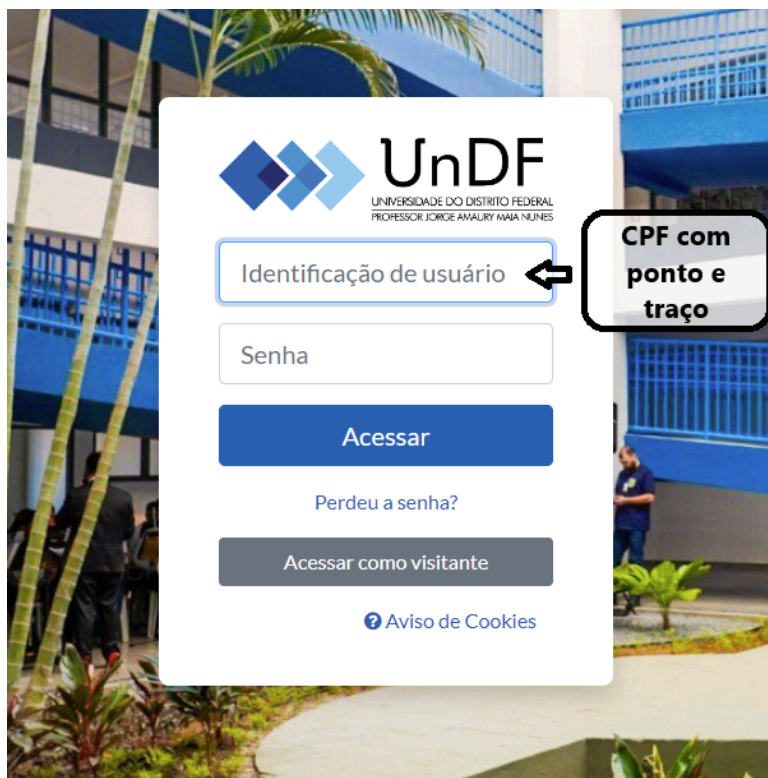 UnDF
UNIVERSIDADE DO DISTRITO FEDERAL
PROFESSOR JORGE AMAURY MAIA NUNES
Identificação de usuário
CPF com
ponto e
traço
Senha
Acessar
Perdeu a senha?
Acessar como visitante
Aviso de Cookies